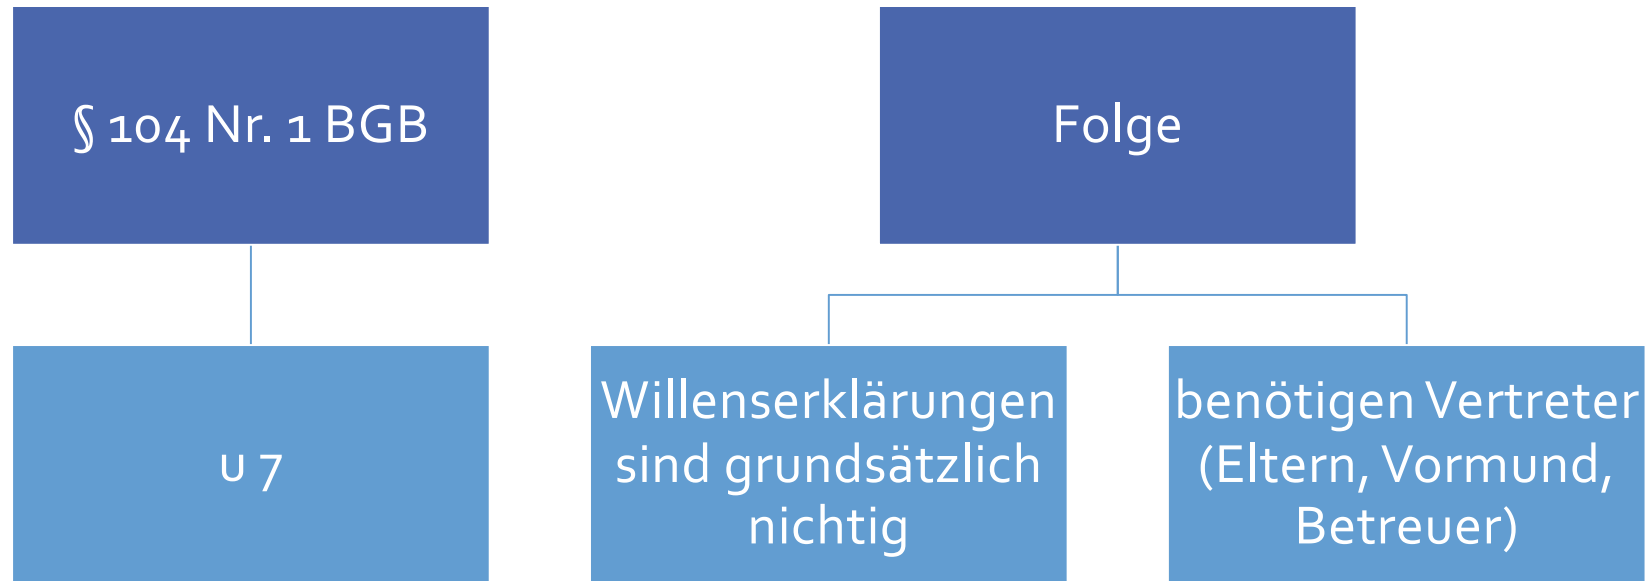 § 104 Nr. 1 BGB
u 7
Folge
Willenserklärungen
sind grundsätzlich
nichtig
benötigen Vertreter
(Eltern, Vormund,
Betreuer)